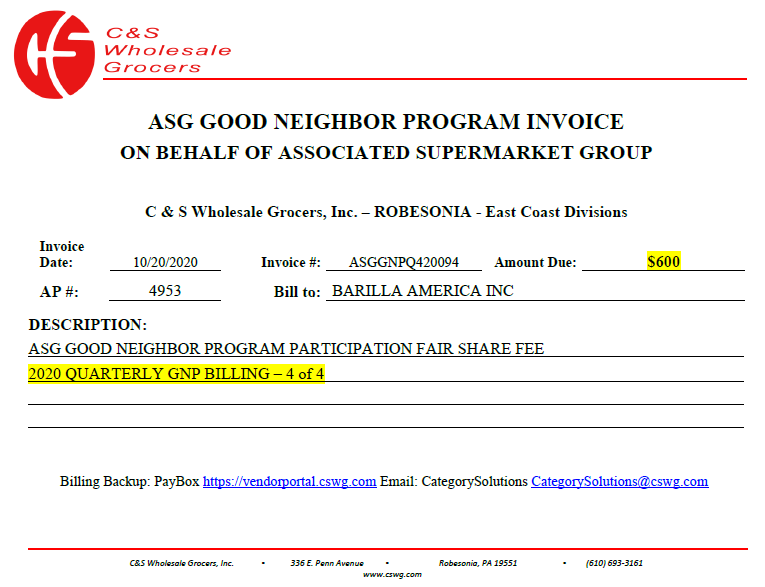 C&S
Wholesale
Grocers
ASG GOOD NEIGHBOR PROGRAM INVOICE
ON BEHALF OF ASSOCIATED SUPERMARKET GROUP
C & S Wholesale Grocers, Inc. – ROBESONIA - East Coast Divisions
Invoice
Date: 10/20/2020 Invoice #: ASGGNPQ420094 Amount Due: $600
AP #: 4953 Bill to: BARILLA AMERICA INC
DESCRIPTION:
ASG GOOD NEIGHBOR PROGRAM PARTICIPATION FAIR SHARE FEE
2020 QUARTERLY GNP BILLING – 4 of 4
Billing Backup: PayBox https://vendorportal.cswg.com Email: CategorySolutions CategorySolutions@cswg.com
C&S Wholesale Grocers, Inc. • 336 E. Penn Avenue • Robesonia, PA 19551 • (610) 693-3161
www.cswg.com